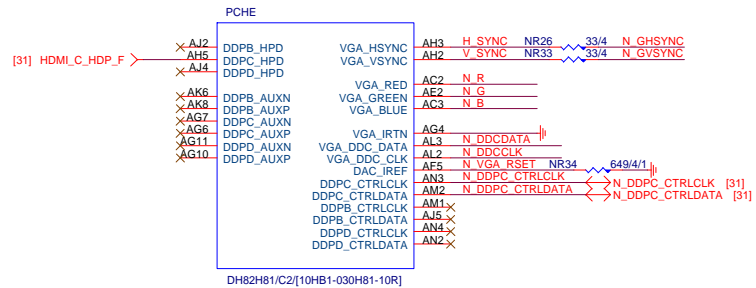 PCHE
AJ2 DDPB_HPD
[31] HDMI_C_HDP_F AH5 DDPC_HPD
AJ4 DDPD_HPD
AK6 DDPB_AUXN
AK8 DDPB_AUXP
AG7 DDPC_AUXN
AG6 DDPC_AUXP
AG11 DDPD_AUXN
AG10 DDPD_AUXP
VGA_HSYNC AH3 H_SYNC NR26 33/4 N_GHSYNC
VGA_VSYNC AH2 V_SYNC NR33 33/4 N_GVSYNC
VGA_RED AC2 N_R
VGA_GREEN AE2 N_G
VGA_BLUE AC3 N_B
VGA_IRTN AG4
VGA_DDC_DATA AL3 N_DDCDATA
VGA_DDC_CLK AL2 N_DDCCLK
DAC_IREF AF5 N_VGA_RSET NR34 649/4/1
DDPC_CTRLCLK AN3 N_DDPC_CTRLCLK N_DDPC_CTRLCLK [31]
DDPC_CTRLDATA AM2 N_DDPC_CTRLDATA N_DDPC_CTRLDATA [31]
DDPB_CTRLCLK AM1
DDPB_CTRLDATA AJ5
DDPD_CTRLCLK AN4
DDPD_CTRLDATA AN2
DH82H81/C2/[10HB1-030H81-10R]